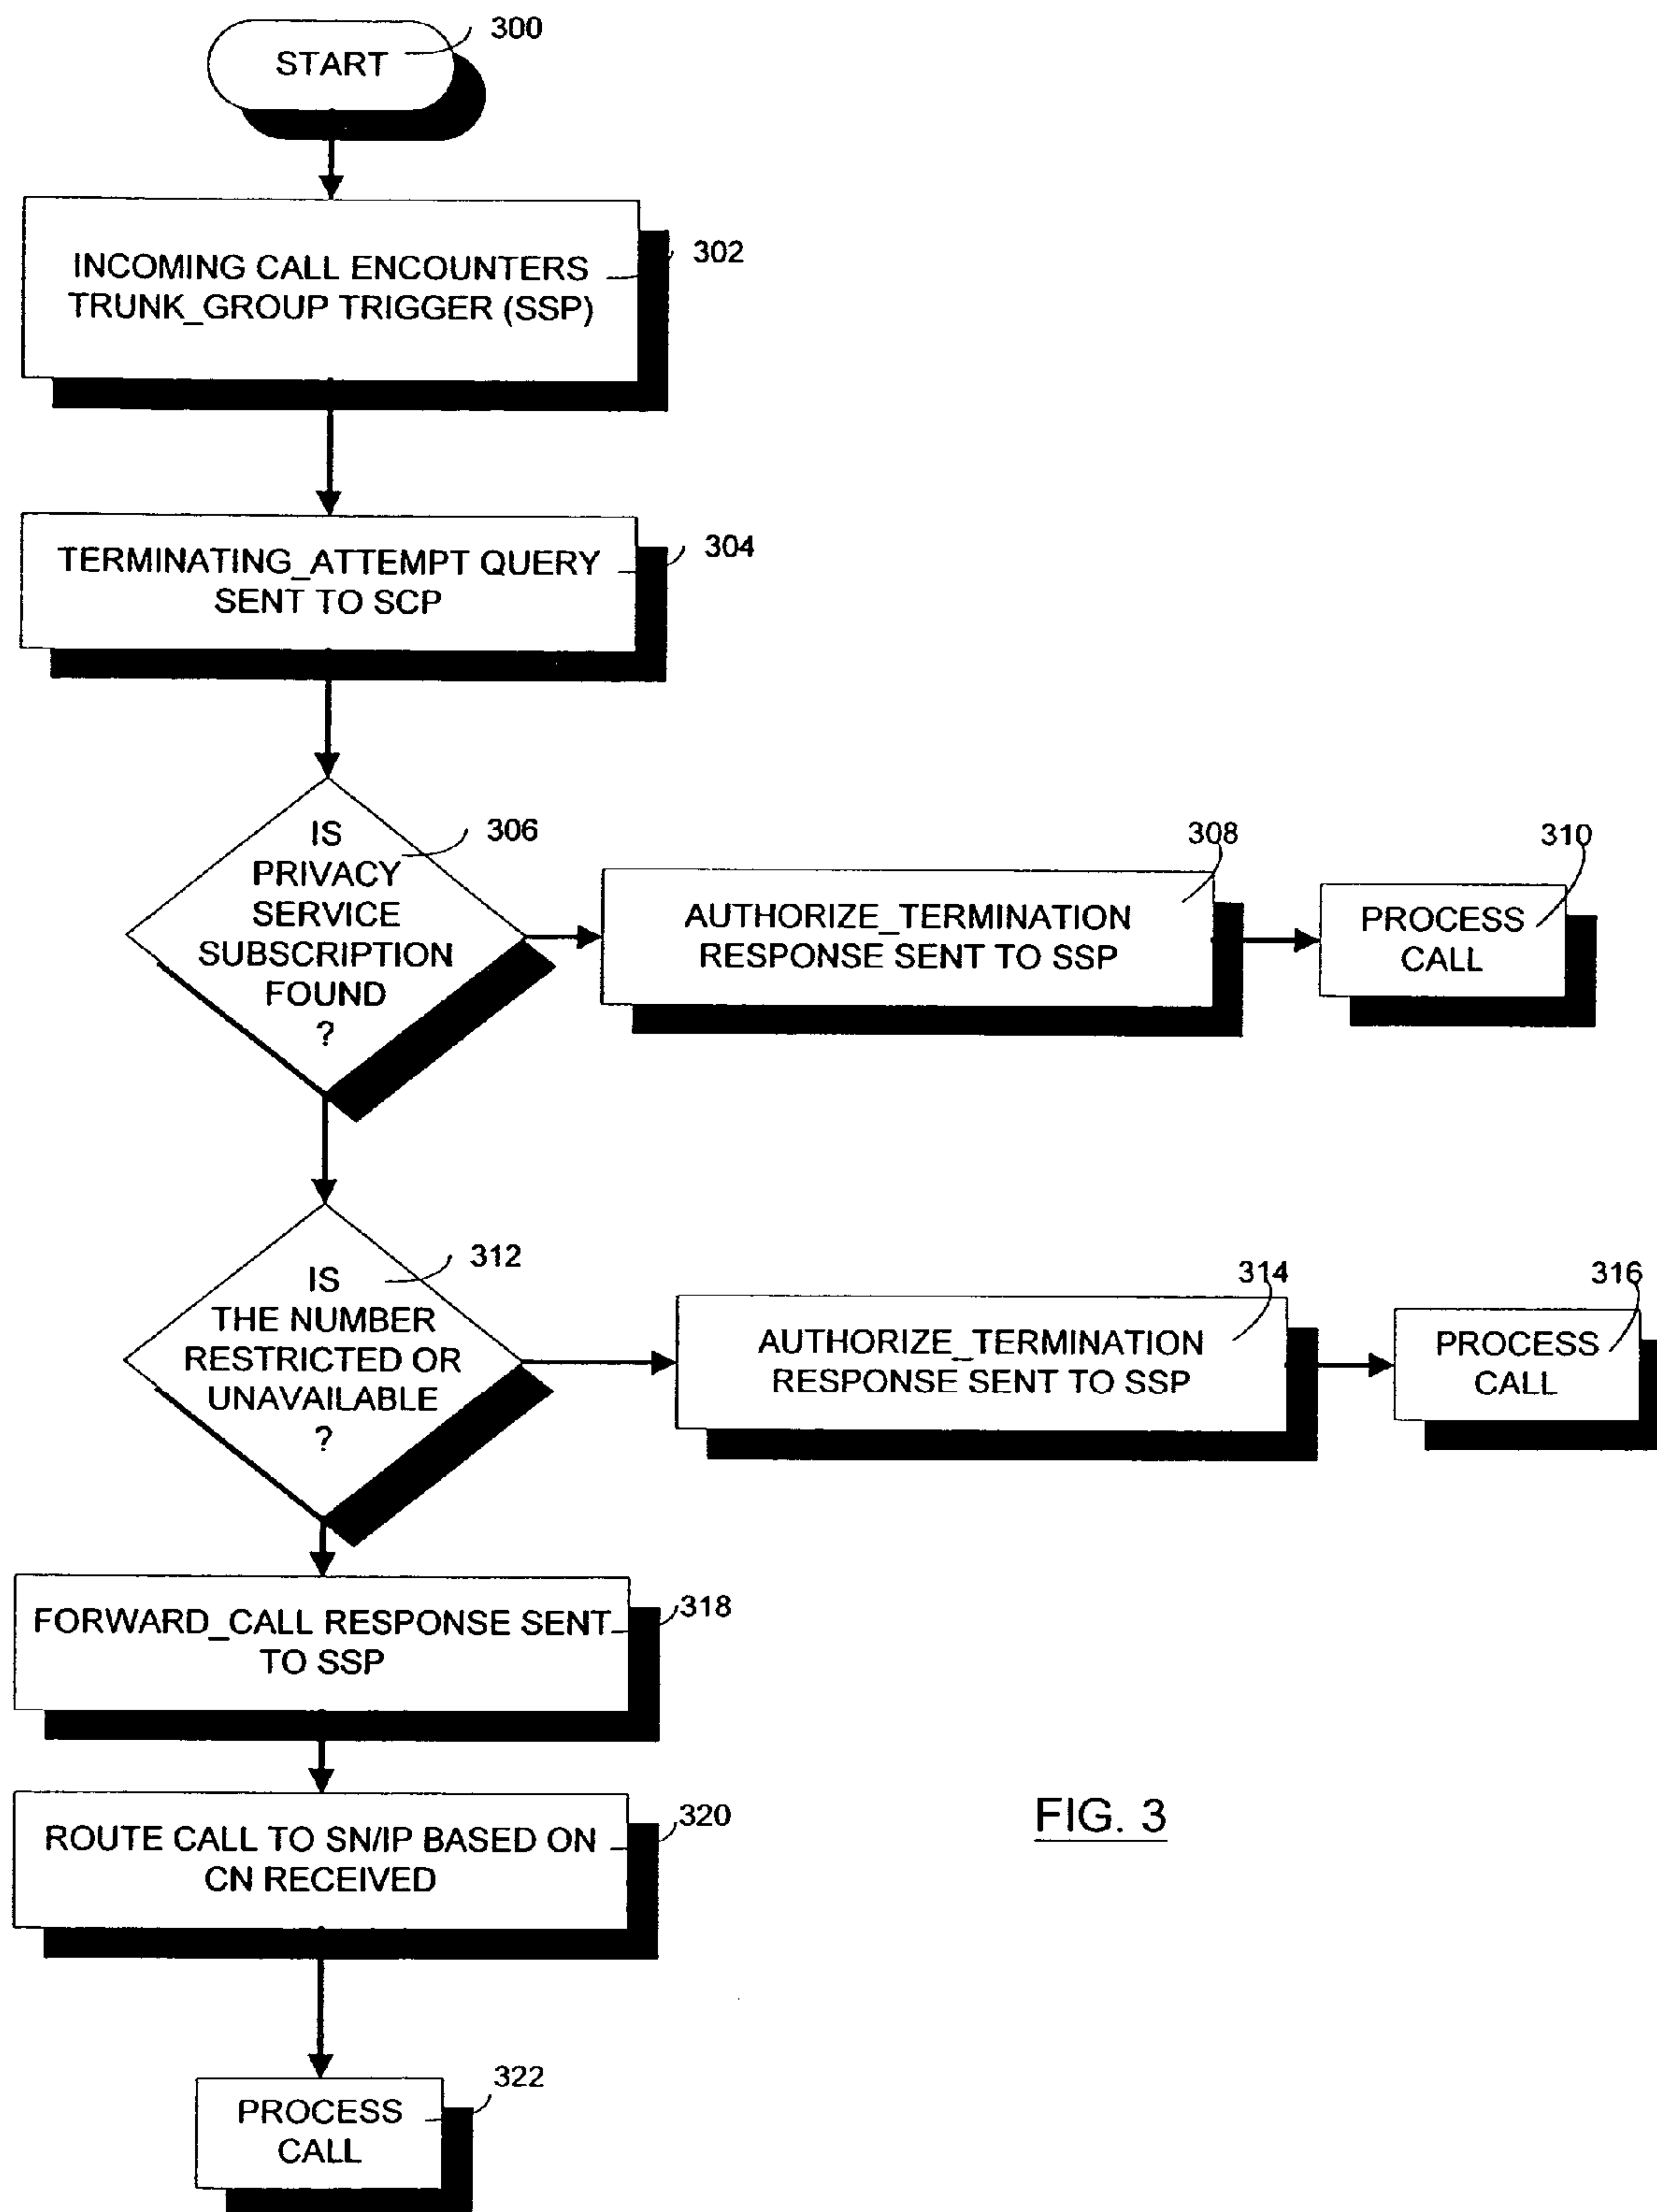 300
START
302
INCOMING CALL ENCOUNTERS
TRUNK_GROUP TRIGGER (SSP)
304
TERMINATING_ATTEMPT QUERY
SENT TO SCP
306
IS
PRIVACY
SERVICE
SUBSCRIPTION
FOUND
?
308
AUTHORIZE_TERMINATION
RESPONSE SENT TO SSP
310
PROCESS
CALL
312
IS
THE NUMBER
RESTRICTED OR
UNAVAILABLE
?
314
AUTHORIZE_TERMINATION
RESPONSE SENT TO SSP
316
PROCESS
CALL
318
FORWARD_CALL RESPONSE SENT
TO SSP
320
ROUTE CALL TO SN/IP BASED ON
CN RECEIVED
FIG. 3
322
PROCESS
CALL